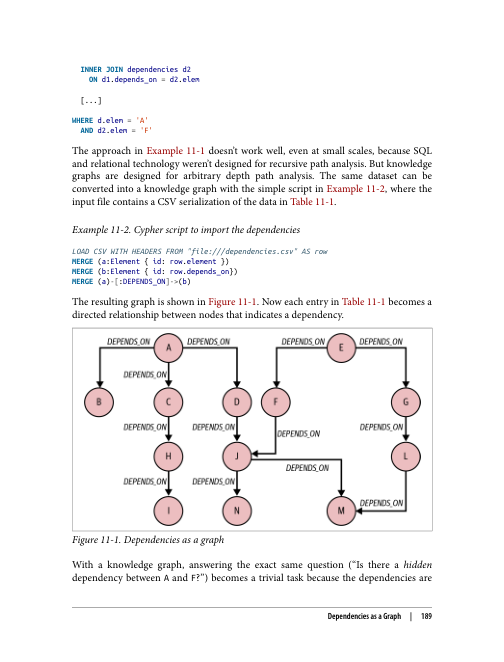 INNER JOIN dependencies d2
ON d1.depends_on = d2.elem
[...]
WHERE d.elem = 'A'
AND d2.elem = 'F'
The approach in Example 11-1 doesn't work well, even at small scales, because SQL
and relational technology weren't designed for recursive path analysis. But knowledge
graphs are designed for arbitrary depth path analysis. The same dataset can be
converted into a knowledge graph with the simple script in Example 11-2, where the
input file contains a CSV serialization of the data in Table 11-1.
Example 11-2. Cypher script to import the dependencies
LOAD CSV WITH HEADERS FROM "file:///dependencies.csv" AS row
MERGE (a:Element { id: row.element })
MERGE (b:Element { id: row.depends_on})
MERGE (a)-[:DEPENDS_ON]->(b)
The resulting graph is shown in Figure 11-1. Now each entry in Table 11-1 becomes a
directed relationship between nodes that indicates a dependency.
DEPENDS_ON A DEPENDS_ON DEPENDS_ON E DEPENDS_ON
DEPENDS_ON
B C D F G
DEPENDS_ON DEPENDS_ON DEPENDS_ON DEPENDS_ON
H J L
DEPENDS_ON
DEPENDS_ON DEPENDS_ON
DEPENDS_ON
I N M
Figure 11-1. Dependencies as a graph
With a knowledge graph, answering the exact same question (“Is there a hidden
dependency between A and F?”) becomes a trivial task because the dependencies are
Dependencies as a Graph | 189